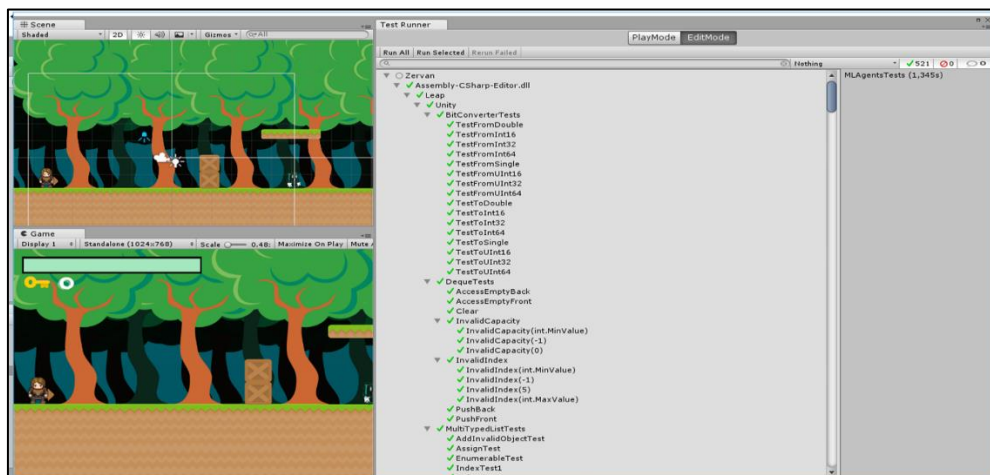 Scene
Shaded 2D Gizmos All
Game
Display 1 Standalone (1024x768) Scale 0.48: Maximize On Play Mute
Test Runner
PlayMode EditMode
Run All Run Selected Rerun Failed
Nothing 521 0 0
Zervan
Assembly-CSharp-Editor.dll
Leap
Unity
BitConverterTests
TestFromDouble
TestFromInt16
TestFromInt32
TestFromInt64
TestFromSingle
TestFromUInt16
TestFromUInt32
TestFromUInt64
TestToDouble
TestToInt16
TestToInt32
TestToInt64
TestToSingle
TestToUInt16
TestToUInt32
TestToUInt64
DequeTests
AccessEmptyBack
AccessEmptyFront
Clear
InvalidCapacity
InvalidCapacity(int.MinValue)
InvalidCapacity(-1)
InvalidCapacity(0)
InvalidIndex
InvalidIndex(int.MinValue)
InvalidIndex(-1)
InvalidIndex(5)
InvalidIndex(int.MaxValue)
PushBack
PushFront
MultiTypedListTests
AddInvalidObjectTest
AssignTest
EnumerableTest
IndexTest1
MLAgentsTests (1,345s)